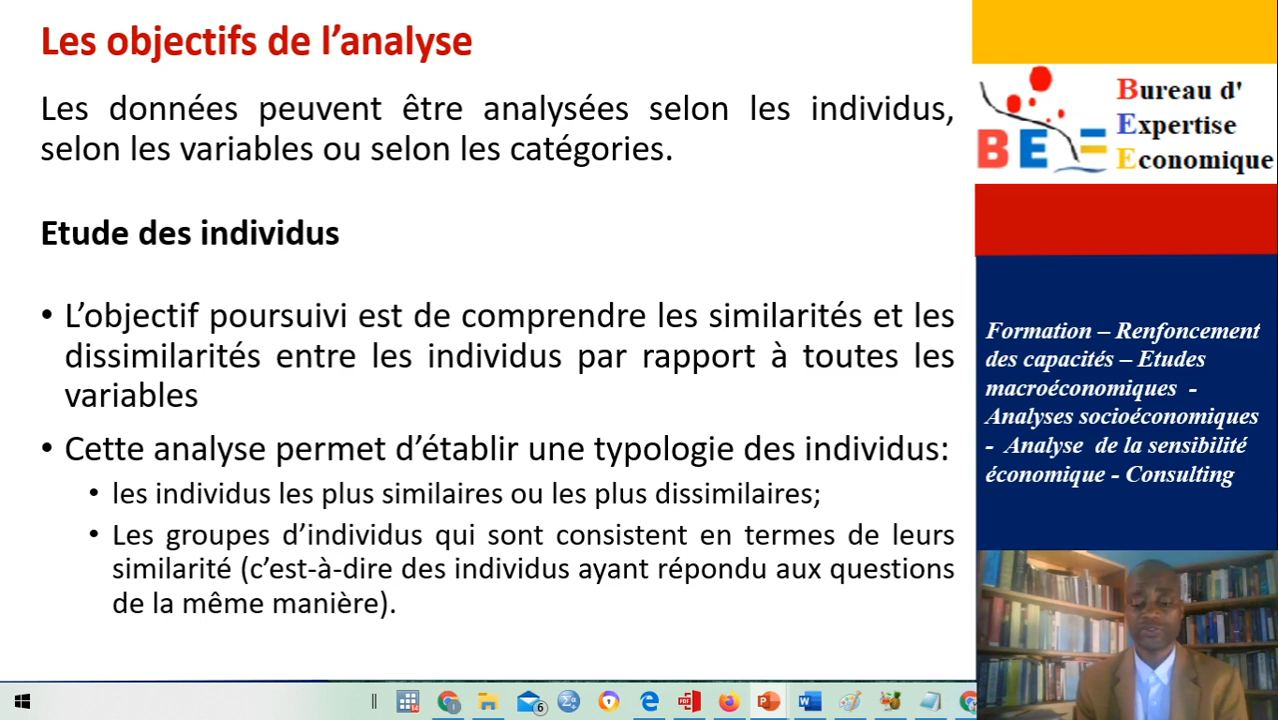 Les objectifs de l’analyse
Les données peuvent être analysées selon les individus,
selon les variables ou selon les catégories.
Etude des individus
• L’objectif poursuivi est de comprendre les similarités et les
dissimilarités entre les individus par rapport à toutes les
variables
• Cette analyse permet d’établir une typologie des individus:
• les individus les plus similaires ou les plus dissimilaires;
• Les groupes d’individus qui sont consistent en termes de leurs
similarité (c’est-à-dire des individus ayant répondu aux questions
de la même manière).
BEE
Bureau d'
Expertise
Economique
Formation – Renfoncement
des capacités – Etudes
macroéconomiques -
Analyses socioéconomiques
- Analyse de la sensibilité
économique - Consulting